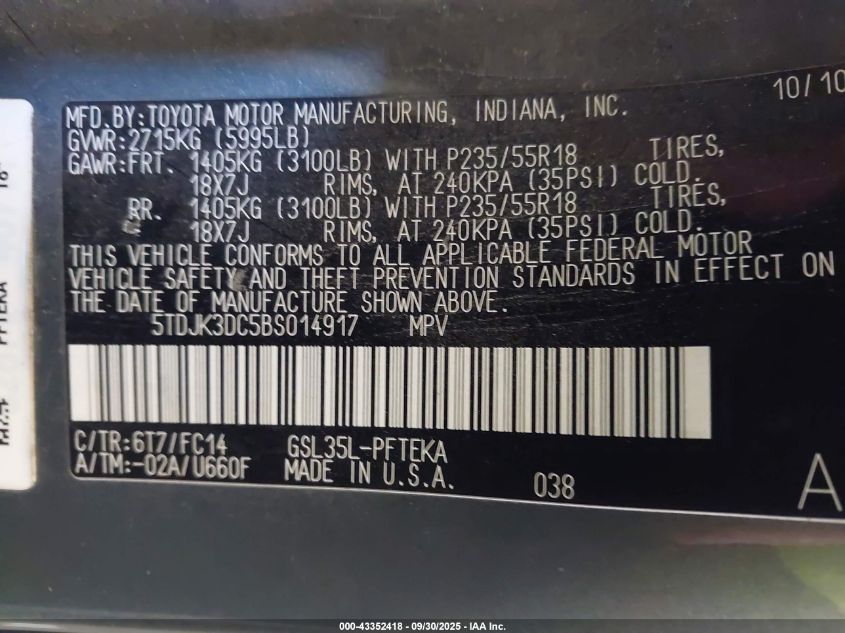 10/10
MFD.BY:TOYOTA MOTOR MANUFACTURING, INDIANA, INC.
GVWR:2715KG (5995LB)
GAWR:FRT. 1405KG (3100LB) WITH P235/55R18 TIRES,
18X7J RIMS, AT 240KPA (35PSI) COLD.
RR. 1405KG (3100LB) WITH P235/55R18 TIRES,
18X7J RIMS, AT 240KPA (35PSI) COLD.
THIS VEHICLE CONFORMS TO ALL APPLICABLE FEDERAL MOTOR
VEHICLE SAFETY AND THEFT PREVENTION STANDARDS IN EFFECT ON
THE DATE OF MANUFACTURE SHOWN ABOVE.
5TDJK3DC5BS014917 MPV
C/TR:6T7/FC14 GSL35L-PFTEKA
A/TM:-02A/U660F MADE IN U.S.A.
038
A
000-43352418 - 09/30/2025 - IAA Inc.